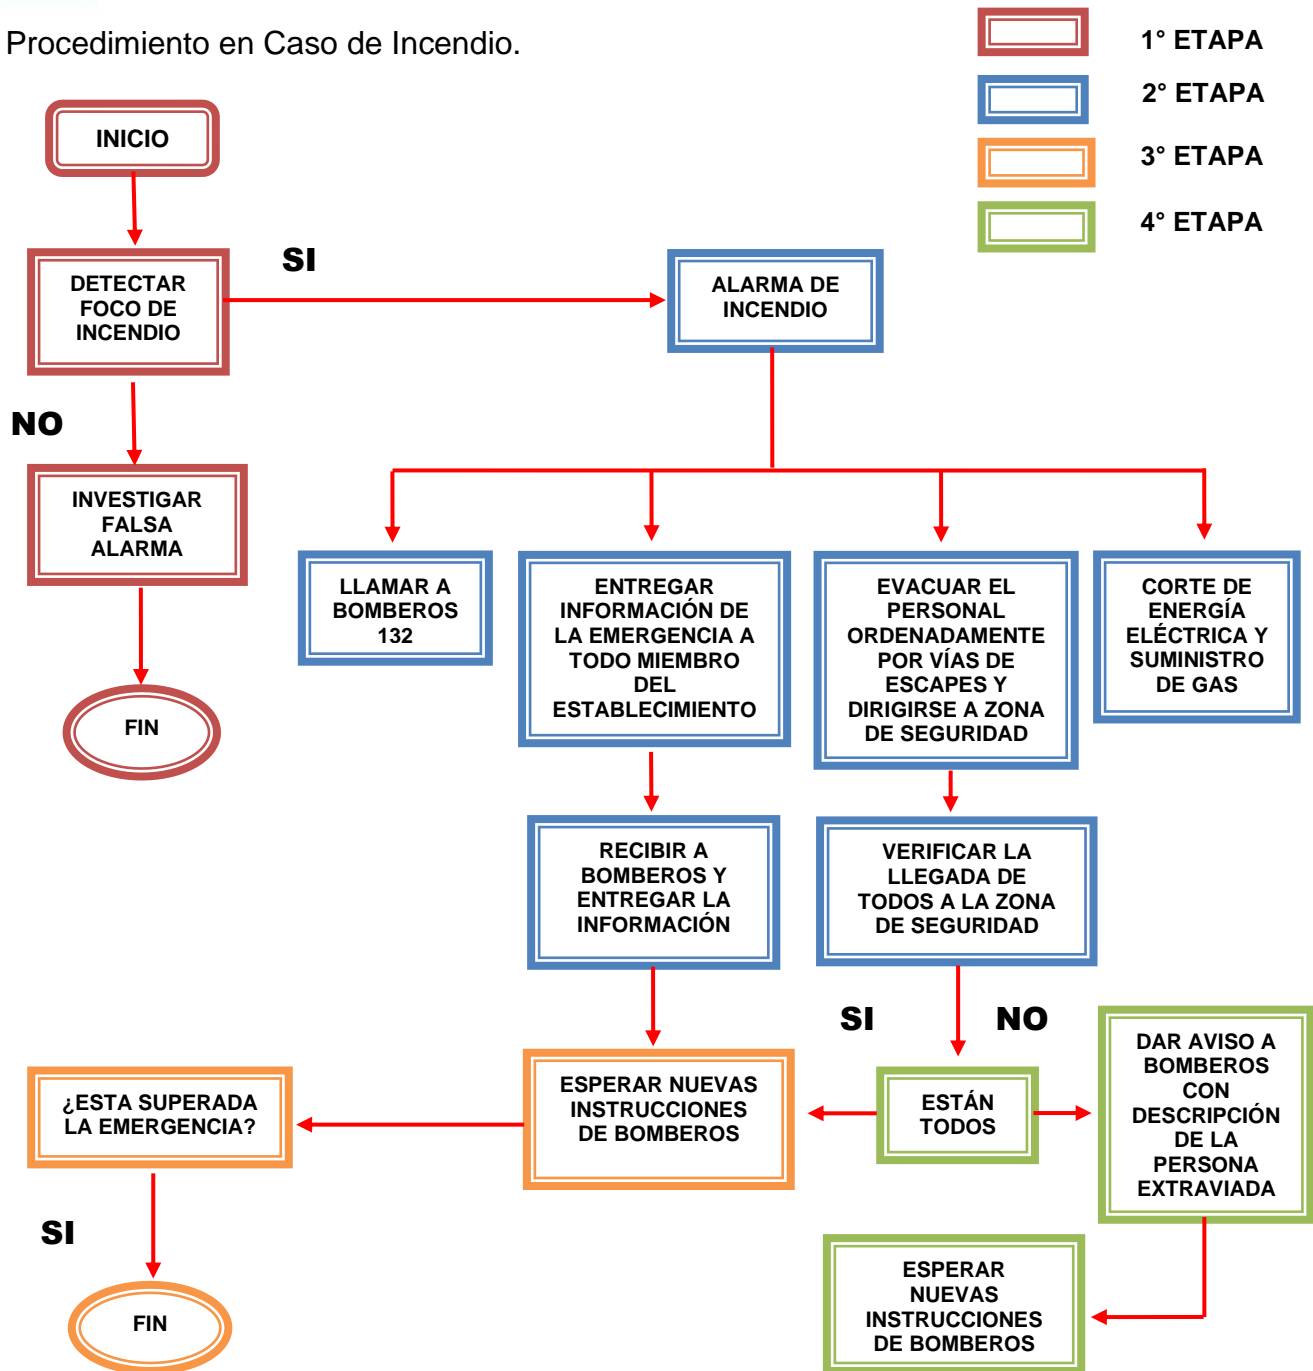 Procedimiento en Caso de Incendio.
1° ETAPA
2° ETAPA
3° ETAPA
4° ETAPA
INICIO
DETECTAR
FOCO DE
INCENDIO
SI
ALARMA DE
INCENDIO
NO
INVESTIGAR
FALSA
ALARMA
FIN
LLAMAR A
BOMBEROS
132
ENTREGAR
INFORMACIÓN DE
LA EMERGENCIA A
TODO MIEMBRO
DEL
ESTABLECIMIENTO
EVACUAR EL
PERSONAL
ORDENADAMENTE
POR VÍAS DE
ESCAPES Y
DIRIGIRSE A ZONA
DE SEGURIDAD
CORTE DE
ENERGÍA
ELÉCTRICA Y
SUMINISTRO
DE GAS
RECIBIR A
BOMBEROS Y
ENTREGAR LA
INFORMACIÓN
VERIFICAR LA
LLEGADA DE
TODOS A LA ZONA
DE SEGURIDAD
SI
NO
¿ESTA SUPERADA
LA EMERGENCIA?
ESPERAR NUEVAS
INSTRUCCIONES
DE BOMBEROS
ESTÁN
TODOS
DAR AVISO A
BOMBEROS
CON
DESCRIPCIÓN
DE LA
PERSONA
EXTRAVIADA
SI
FIN
ESPERAR
NUEVAS
INSTRUCCIONES
DE BOMBEROS